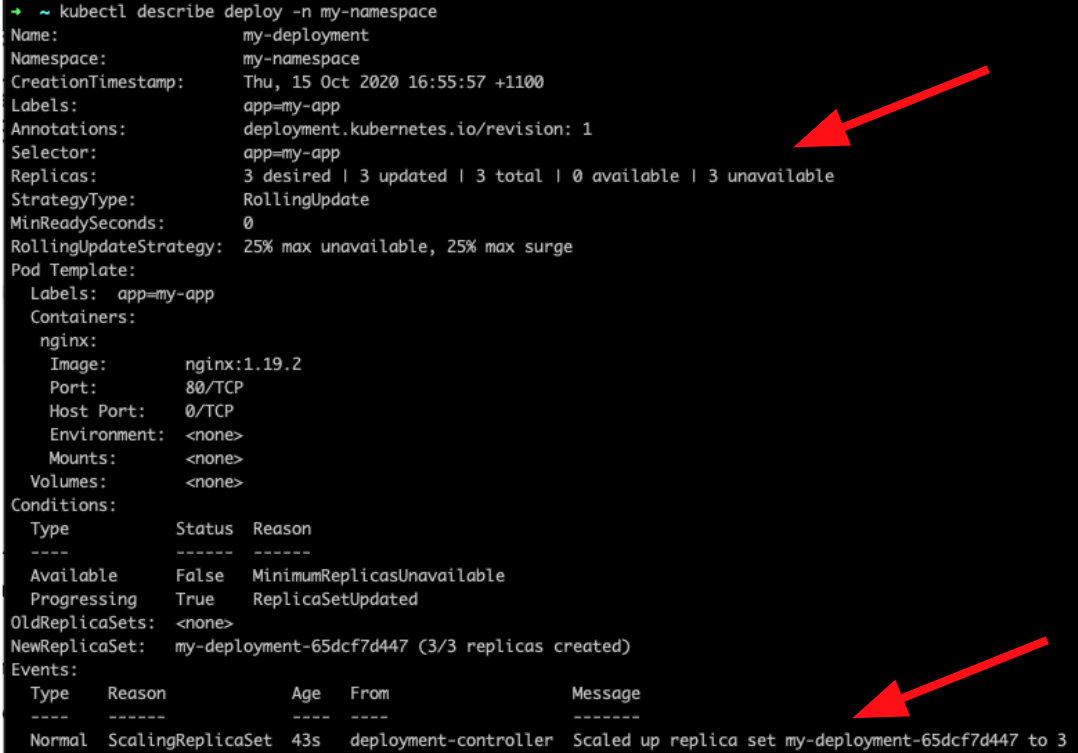 → ~ kubectl describe deploy -n my-namespace
Name:                   my-deployment
Namespace:              my-namespace
CreationTimestamp:      Thu, 15 Oct 2020 16:55:57 +1100
Labels:                 app=my-app
Annotations:            deployment.kubernetes.io/revision: 1
Selector:               app=my-app
Replicas:               3 desired | 3 updated | 3 total | 0 available | 3 unavailable
StrategyType:           RollingUpdate
MinReadySeconds:        0
RollingUpdateStrategy:  25% max unavailable, 25% max surge
Pod Template:
  Labels:  app=my-app
  Containers:
   nginx:
    Image:        nginx:1.19.2
    Port:         80/TCP
    Host Port:    0/TCP
    Environment:  <none>
    Mounts:       <none>
  Volumes:        <none>
Conditions:
  Type           Status  Reason
  ----           ------  ------
  Available      False   MinimumReplicasUnavailable
  Progressing    True    ReplicaSetUpdated
OldReplicaSets:  <none>
NewReplicaSet:   my-deployment-65dcf7d447 (3/3 replicas created)
Events:
  Type    Reason             Age   From                   Message
  ----    ------             ----  ----                   -------
  Normal  ScalingReplicaSet  43s   deployment-controller  Scaled up replica set my-deployment-65dcf7d447 to 3